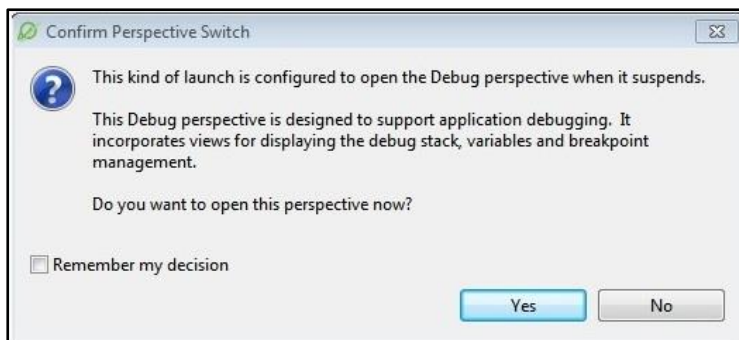 Confirm Perspective Switch
This kind of launch is configured to open the Debug perspective when it suspends.
This Debug perspective is designed to support application debugging. It
incorporates views for displaying the debug stack, variables and breakpoint
management.
Do you want to open this perspective now?
Remember my decision
Yes No